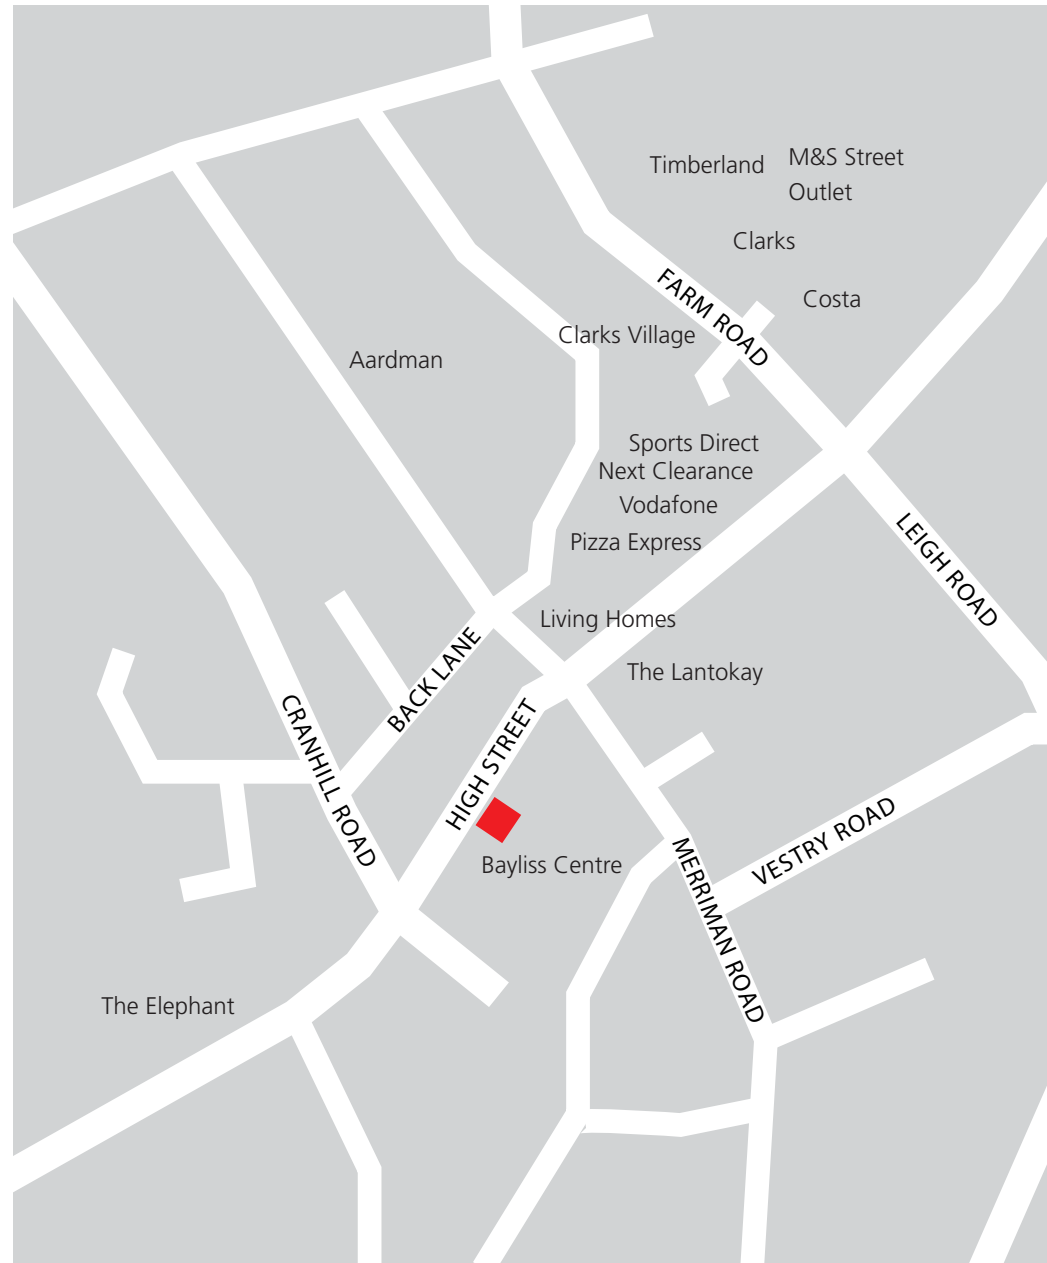 Timberland
M&S Street
Outlet
Clarks
FARM ROAD
Costa
Clarks Village
Aardman
Sports Direct
Next Clearance
Vodafone
Pizza Express
LEIGH ROAD
Living Homes
BACK LANE
The Lantokay
CRANHILL ROAD
HIGH STREET
VESTRY ROAD
Bayliss Centre
MERRIMAN ROAD
The Elephant